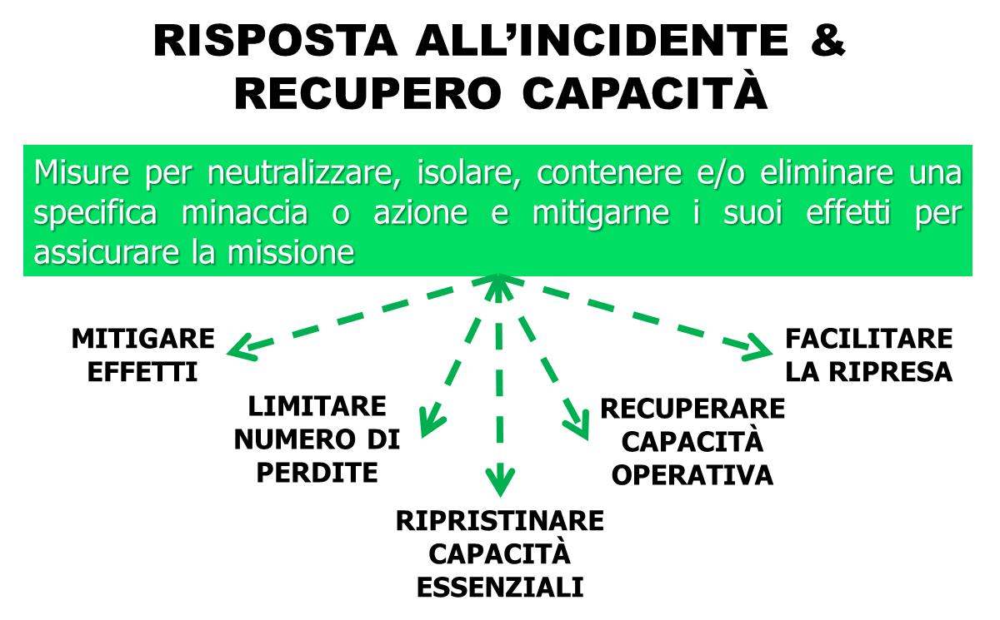 RISPOSTA ALL’INCIDENTE &
RECUPERO CAPACITÀ
Misure per neutralizzare, isolare, contenere e/o eliminare una
specifica minaccia o azione e mitigarne i suoi effetti per
assicurare la missione
MITIGARE
EFFETTI
LIMITARE
NUMERO DI
PERDITE
RIPRISTINARE
CAPACITÀ
ESSENZIALI
RECUPERARE
CAPACITÀ
OPERATIVA
FACILITARE
LA RIPRESA